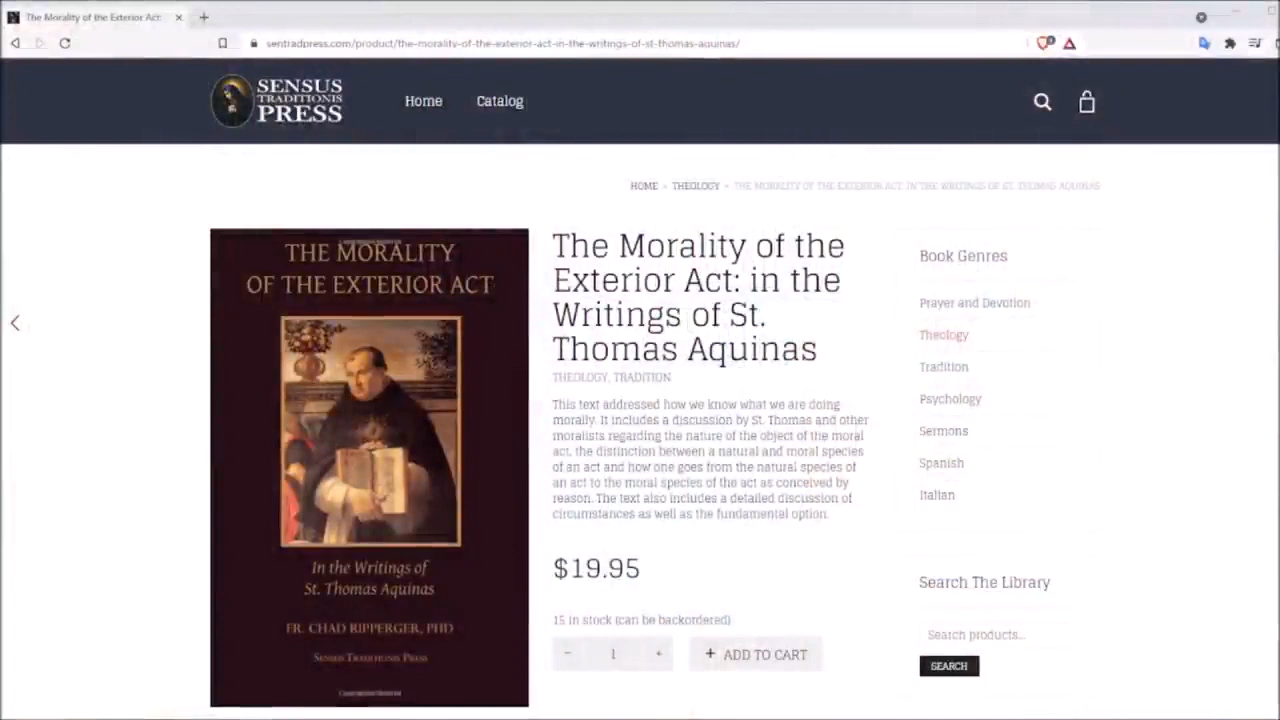 The Morality of the Exterior Act:
sentradpress.com/product/the-morality-of-the-exterior-act-in-the-writings-of-st-thomas-aquinas/
SENSUS
TRADITIONIS
PRESS
Home
Catalog
HOME » THEOLOGY » THE MORALITY OF THE EXTERIOR ACT: IN THE WRITINGS OF ST. THOMAS AQUINAS
THE MORALITY
OF THE EXTERIOR ACT
In the Writings of
St. Thomas Aquinas
FR. CHAD RIPPERGER, PHD
SENSUS TRADITIONIS PRESS
The Morality of the
Exterior Act: in the
Writings of St.
Thomas Aquinas
THEOLOGY, TRADITION
This text addressed how we know what we are doing
morally. It includes a discussion by St. Thomas and other
moralists regarding the nature of the object of the moral
act, the distinction between a natural and moral species
of an act and how one goes from the natural species of
an act to the moral species of the act as conceived by
reason. The text also includes a detailed discussion of
circumstances as well as the fundamental option.
$19.95
15 in stock (can be backordered)
- 1 +
+ ADD TO CART
Book Genres
Prayer and Devotion
Theology
Tradition
Psychology
Sermons
Spanish
Italian
Search The Library
Search products…
SEARCH